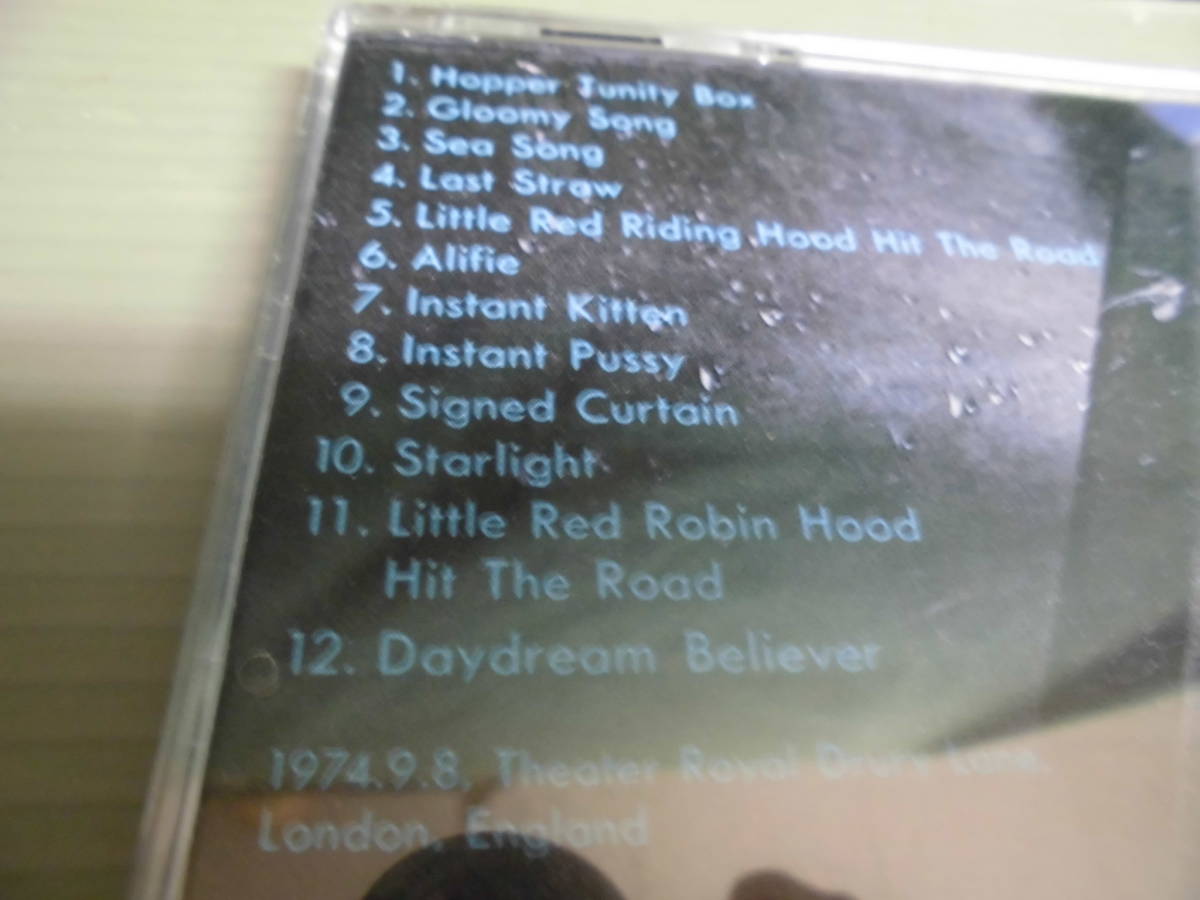 1. Hopper Tunity Box
2. Gloomy Song
3. Sea Song
4. Last Straw
5. Little Red Riding Hood Hit The Road
6. Alifie
7. Instant Kitten
8. Instant Pussy
9. Signed Curtain
10. Starlight
11. Little Red Robin Hood
Hit The Road
12. Daydream Believer
1974.9.8, Theater Royal Drury Lane,
London, England